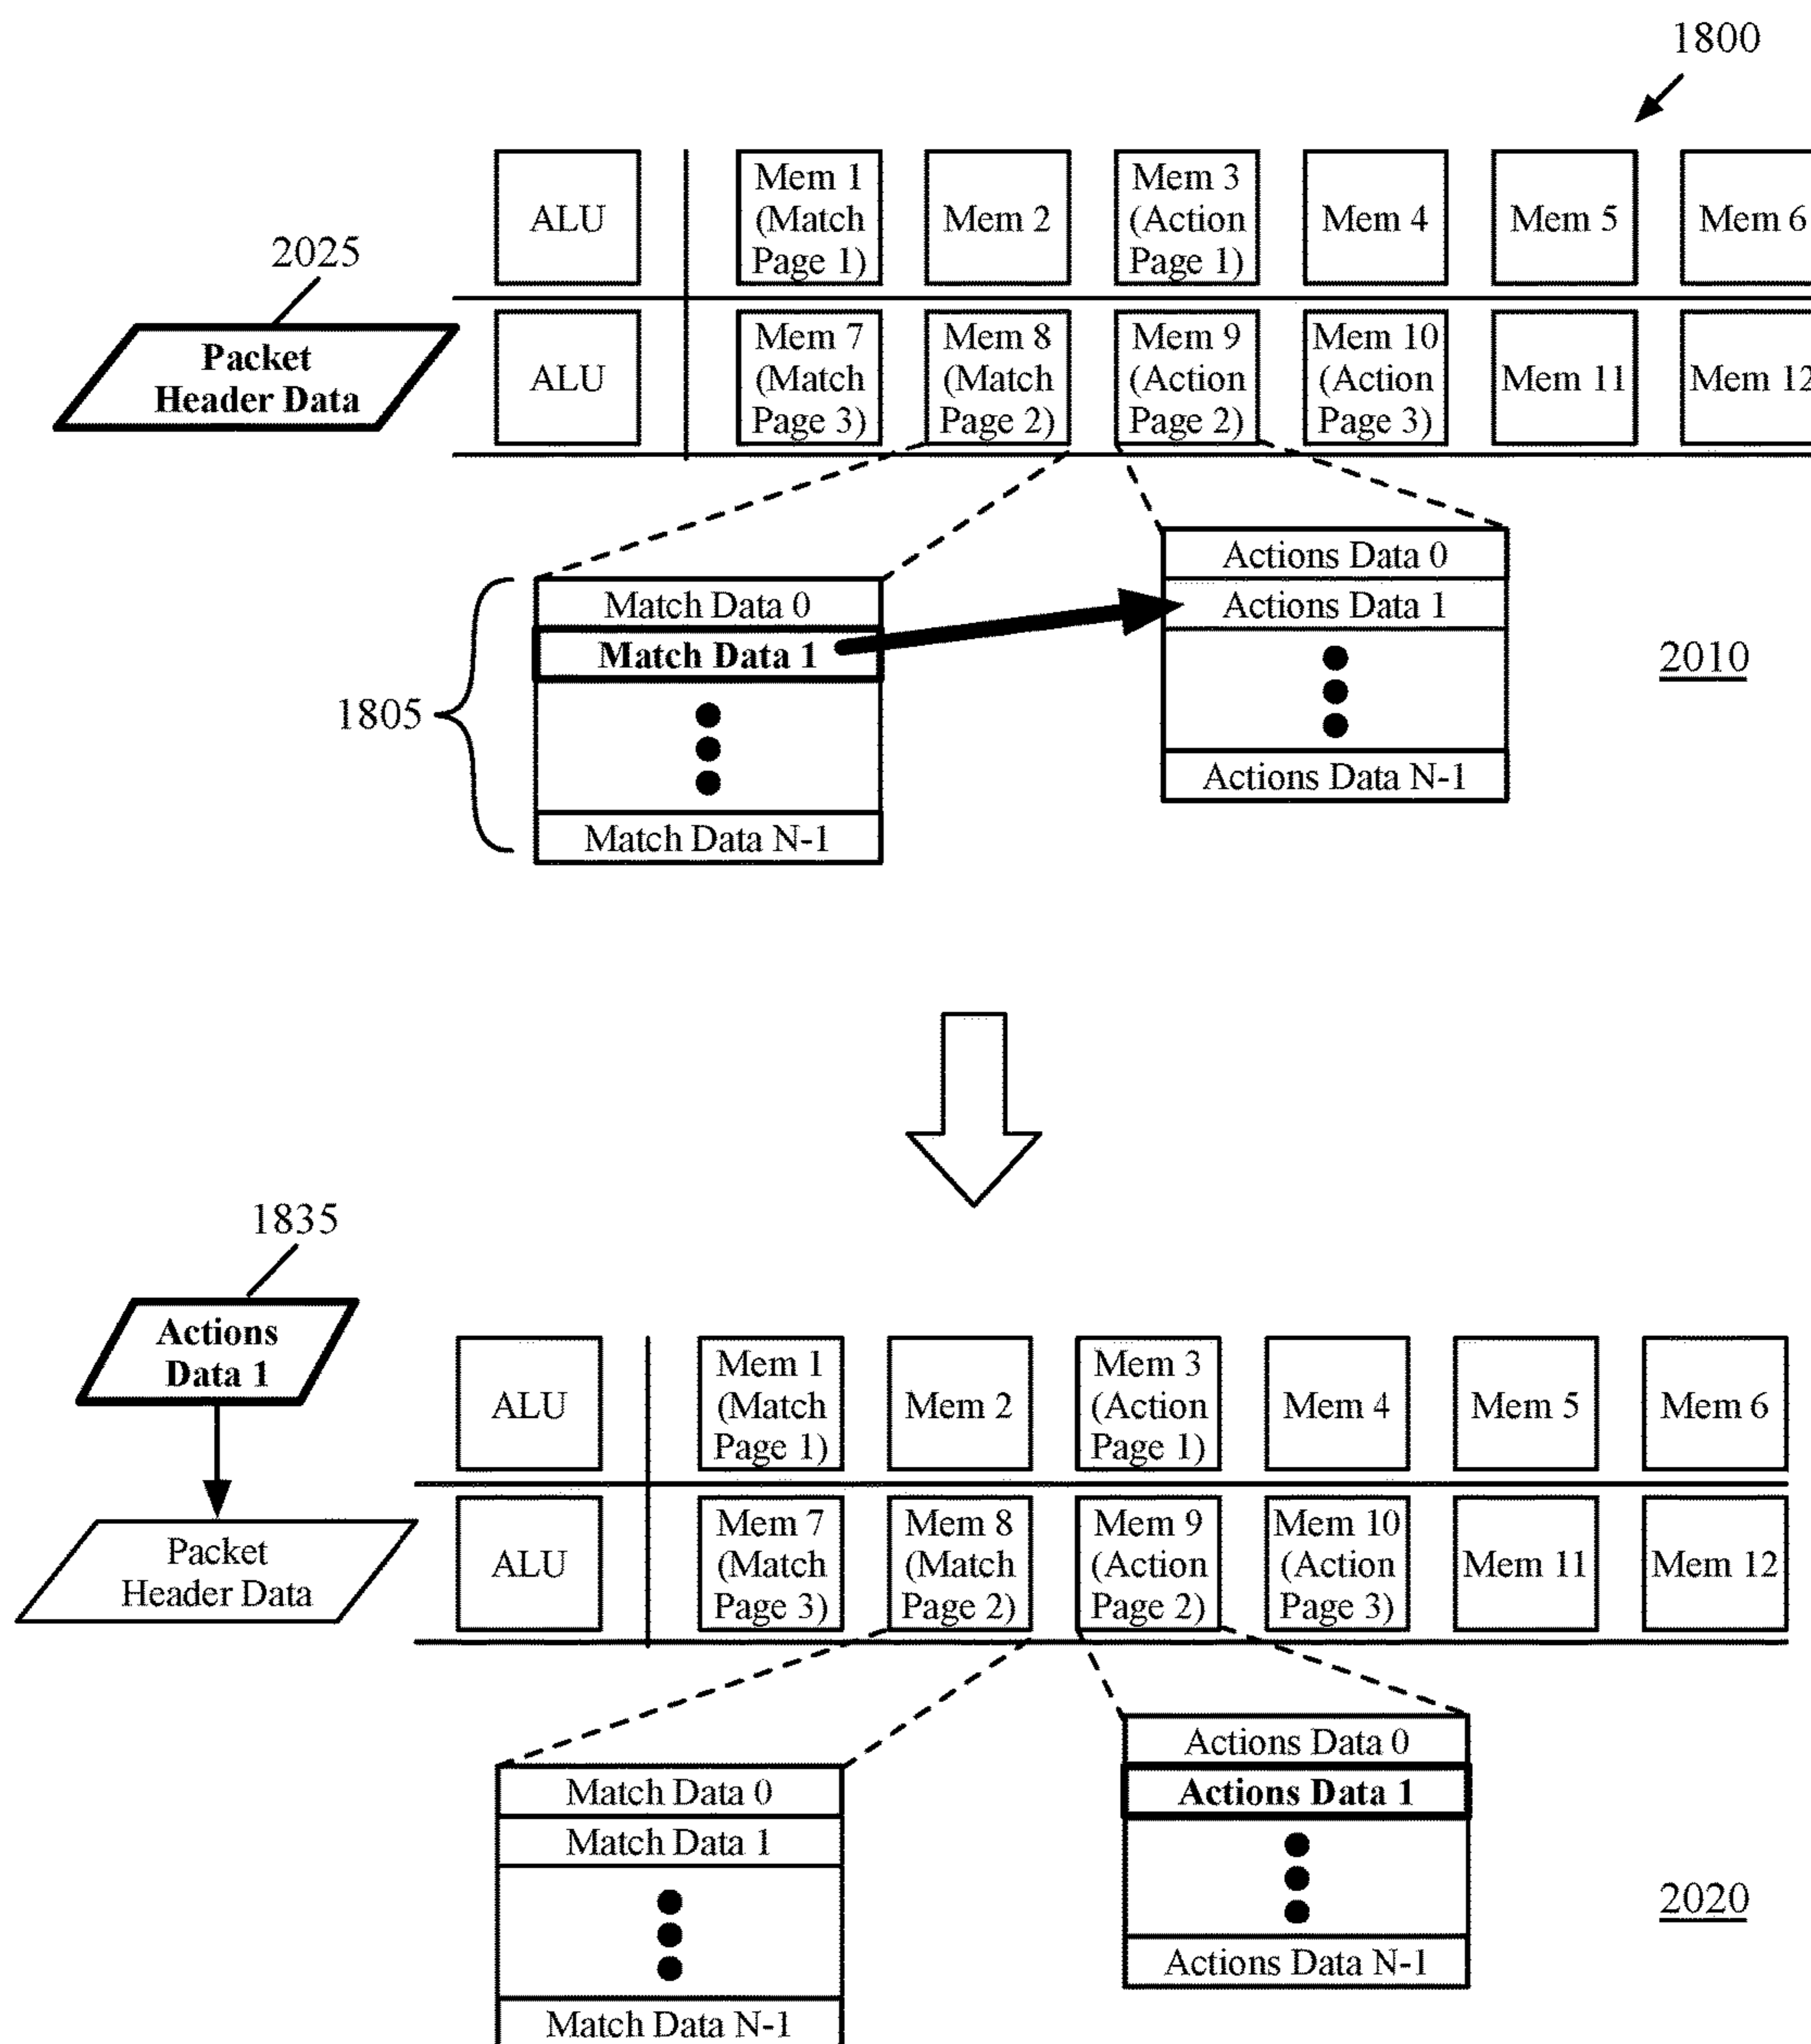 1800
ALU
Mem 1
(Match
Page 1)
Mem 2
Mem 3
(Action
Page 1)
Mem 4
Mem 5
Mem 6
2025
Packet
Header Data
ALU
Mem 7
(Match
Page 3)
Mem 8
(Match
Page 2)
Mem 9
(Action
Page 2)
Mem 10
(Action
Page 3)
Mem 11
Mem 12
1805
Match Data 0
Match Data 1
Match Data N-1
Actions Data 0
Actions Data 1
Actions Data N-1
2010
1835
Actions
Data 1
Packet
Header Data
ALU
Mem 1
(Match
Page 1)
Mem 2
Mem 3
(Action
Page 1)
Mem 4
Mem 5
Mem 6
ALU
Mem 7
(Match
Page 3)
Mem 8
(Match
Page 2)
Mem 9
(Action
Page 2)
Mem 10
(Action
Page 3)
Mem 11
Mem 12
Match Data 0
Match Data 1
Match Data N-1
Actions Data 0
Actions Data 1
Actions Data N-1
2020